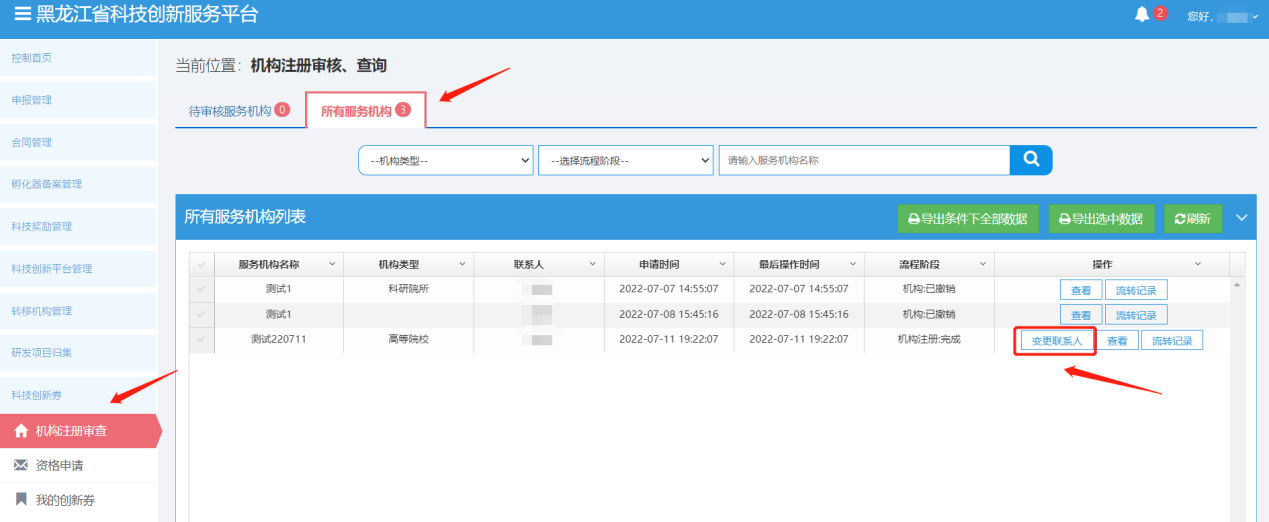 黑龙江省科技创新服务平台
2
您好,
控制首页
申报管理
合同管理
孵化器备案管理
科技奖励管理
科技创新平台管理
转移机构管理
研发项目归集
科技创新券
机构注册审查
资格申请
我的创新券
当前位置: 机构注册审核、查询
待审核服务机构 0 所有服务机构 3
--机构类型-- --选择流程阶段-- 请输入服务机构名称
所有服务机构列表 导出条件下全部数据 导出选中数据 刷新
服务机构名称 机构类型 联系人 申请时间 最后操作时间 流程阶段 操作
测试1 科研院所 2022-07-07 14:55:07 2022-07-07 14:55:07 机构:已撤销 查看 流转记录
测试1 2022-07-08 15:45:16 2022-07-08 15:45:16 机构:已撤销 查看 流转记录
测试220711 高等院校 2022-07-11 19:22:07 2022-07-11 19:22:07 机构注册:完成 变更联系人 查看 流转记录